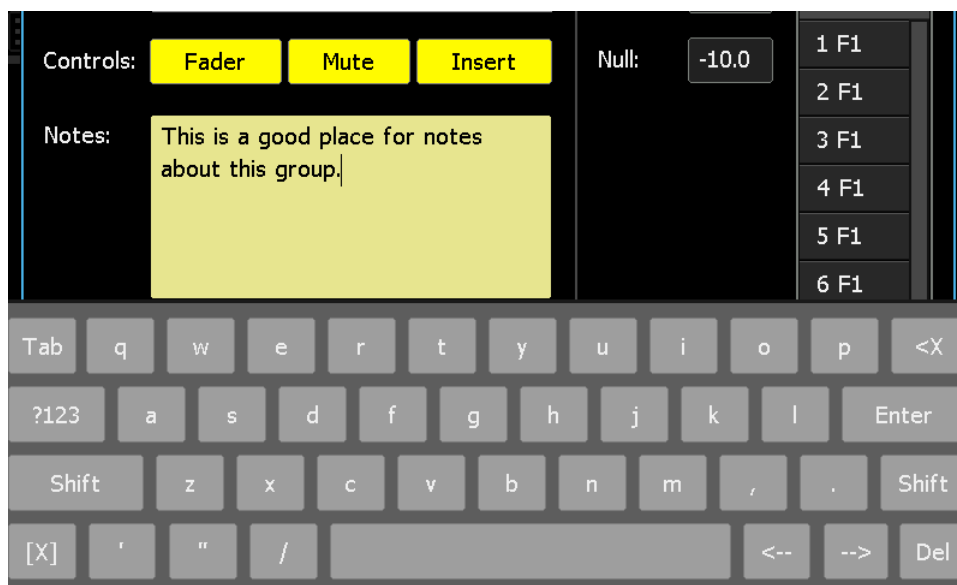 Controls: Fader Mute Insert Null: -10.0 1 F1
2 F1
Notes: This is a good place for notes 3 F1
about this group. 4 F1
5 F1
6 F1
Tab q w e r t y u i o p <X
?123 a s d f g h j k l Enter
Shift z x c v b n m , . Shift
[X] ' " / <-- --> Del